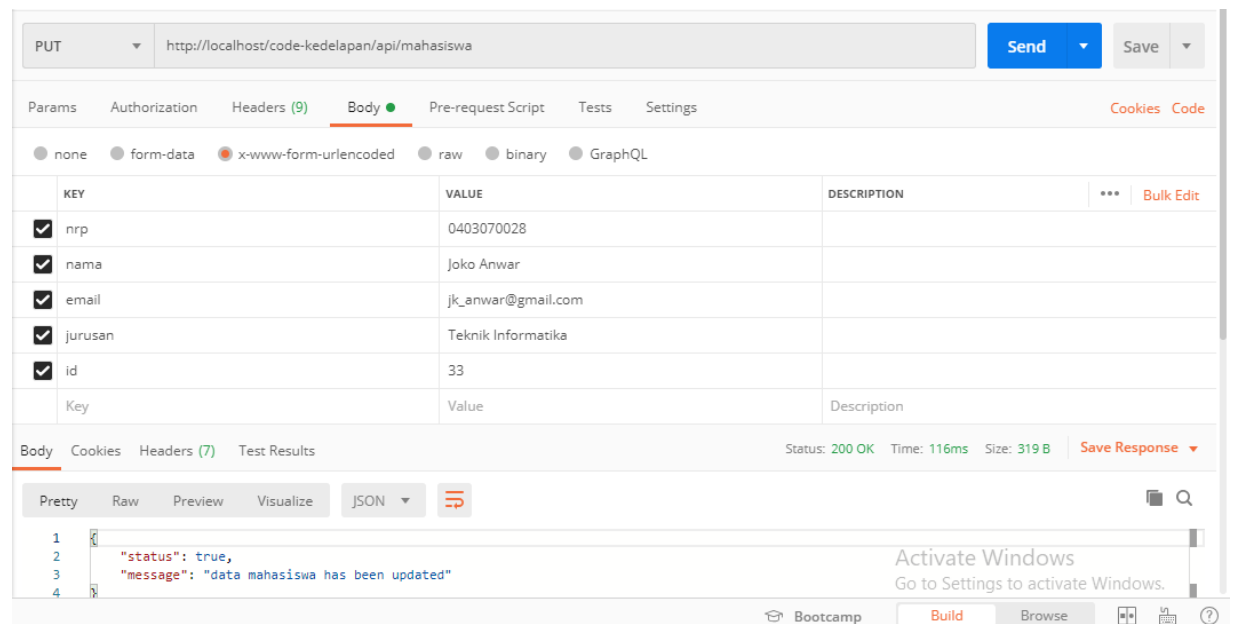 PUT http://localhost/code-kedelapan/api/mahasiswa Send Save
Params Authorization Headers (9) Body Pre-request Script Tests Settings Cookies Code
none form-data x-www-form-urlencoded raw binary GraphQL
KEY VALUE DESCRIPTION ••• Bulk Edit
nrp 0403070028
nama Joko Anwar
email jk_anwar@gmail.com
jurusan Teknik Informatika
id 33
Key Value Description
Body Cookies Headers (7) Test Results Status: 200 OK Time: 116ms Size: 319 B Save Response
Pretty Raw Preview Visualize JSON
1 {
2 "status": true,
3 "message": "data mahasiswa has been updated"
4 }
Activate Windows
Go to Settings to activate Windows.
Bootcamp Build Browse ?